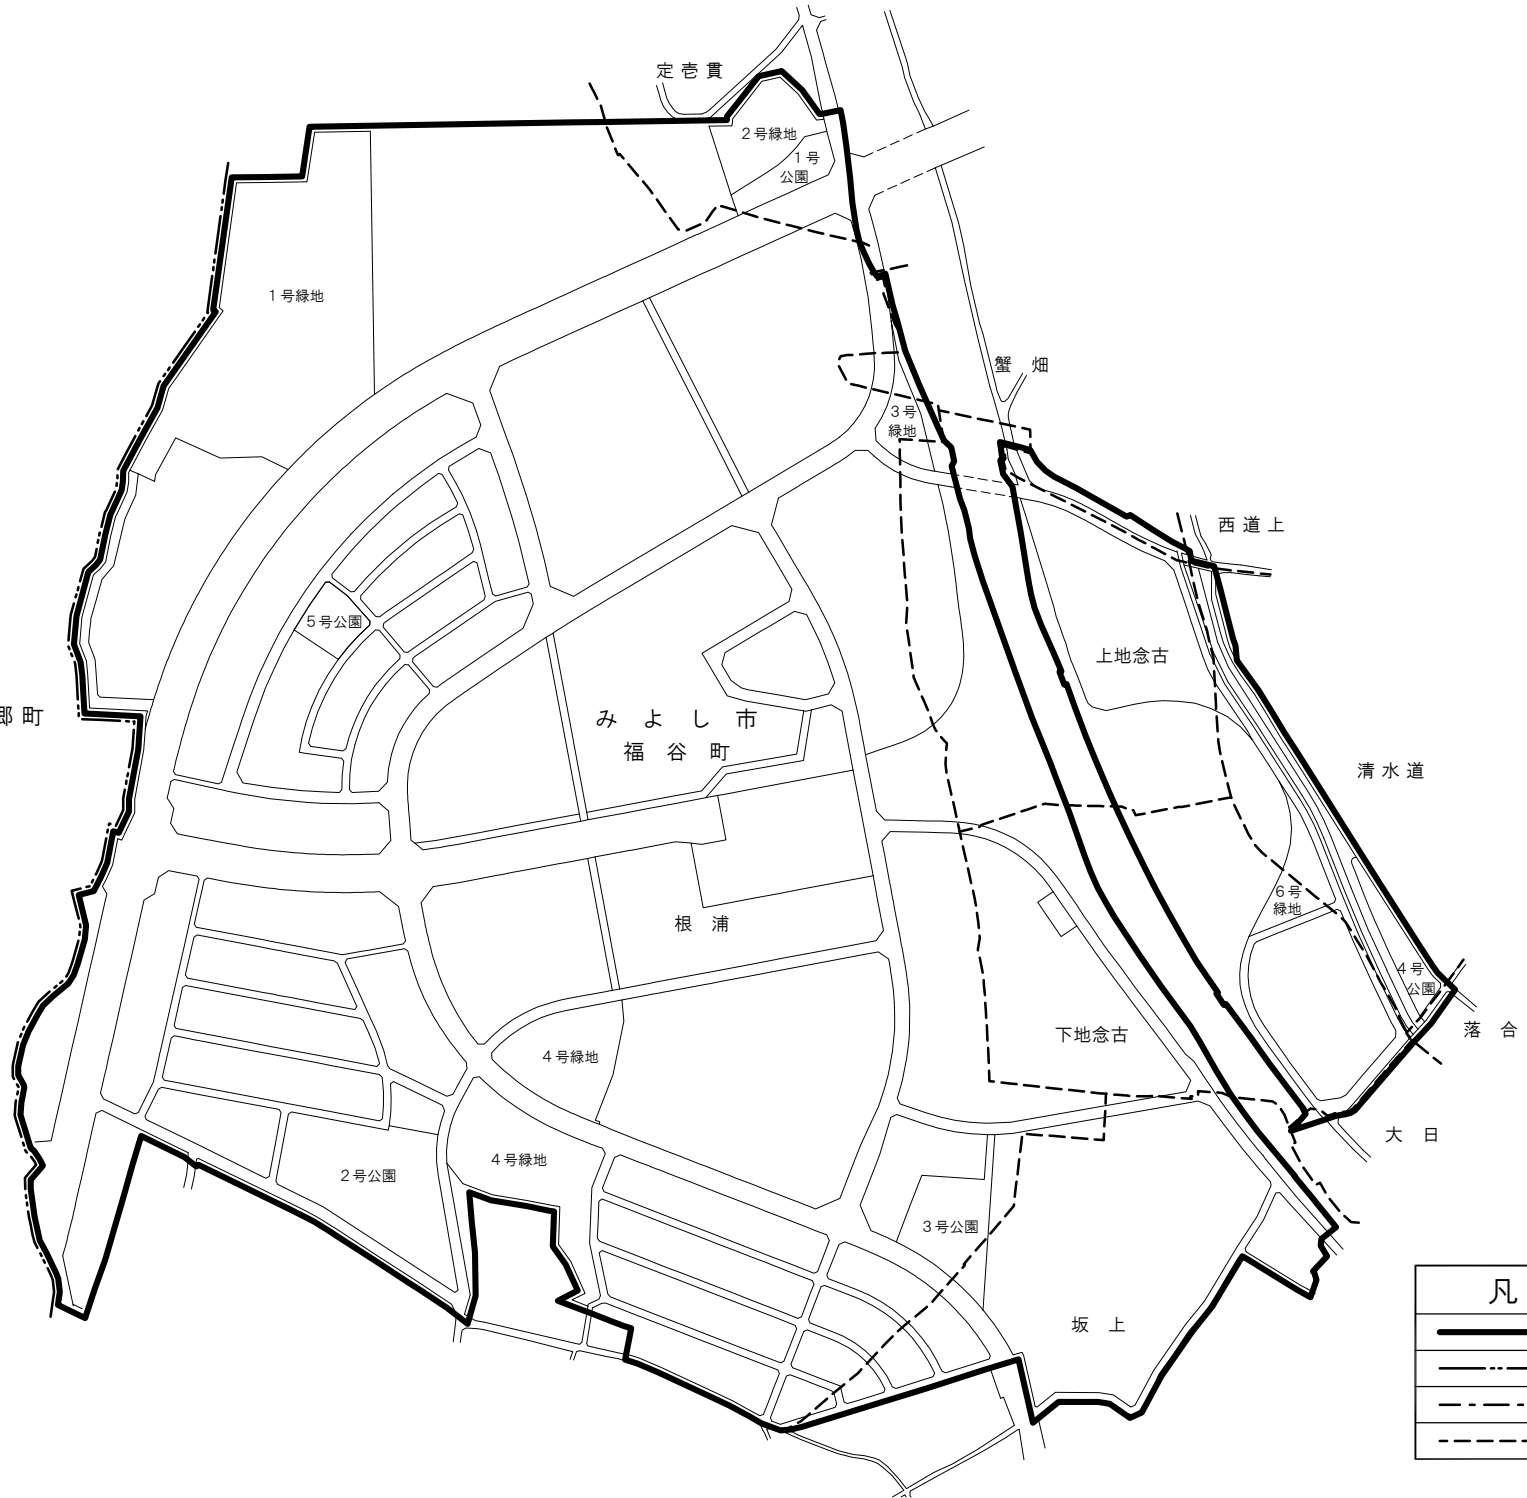 定壱貫
２号緑地
１号
公園
１号緑地
蟹 畑
３号
緑地
西道上
５号公園
上地念古
郷町
みよし市
福谷町
清水道
６号
緑地
根 浦
４号
公園
落 合
下地念古
４号緑地
大 日
４号緑地
２号公園
３号公園
坂 上
凡